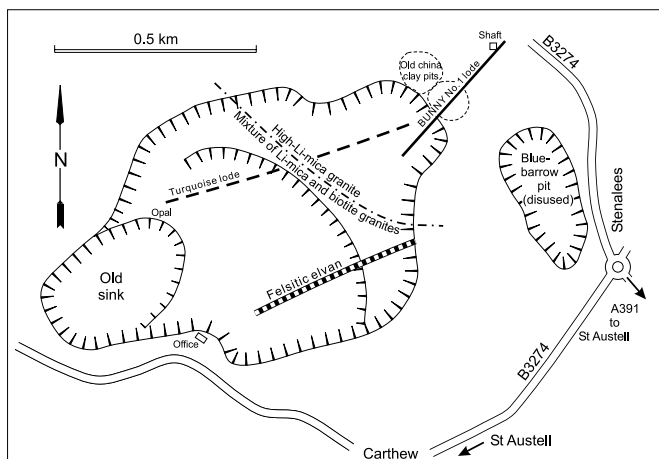 0.5 km
Shaft
B3274
Old china
clay pits
BUNNY No.1 lode
N
High-Li-mica granite
Mixture of Li-mica and biotite granites
Turquoise lode
Opal
Blue-
barrow pit
(disused)
Stenalees
Old
sink
Felsitic elvan
A391
to
St Austell
Office
B3274
Carthew
St Austell